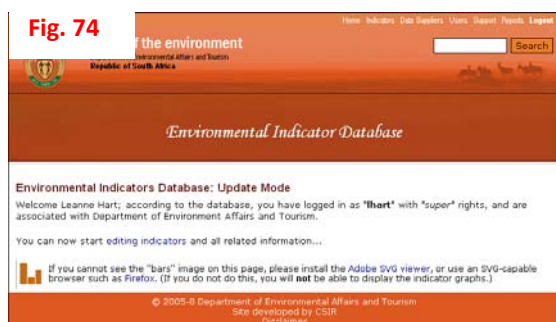 Fig. 74
Home Indicators Data Suppliers Users Support Reports Logout
of the environment
Environmental Affairs and Tourism
Republic of South Africa
Search
Environmental Indicator Database
Environmental Indicators Database: Update Mode
Welcome Leanne Hart; according to the database, you have logged in as "lhart" with "super" rights, and are
associated with Department of Environment Affairs and Tourism.
You can now start editing indicators and all related information...
If you cannot see the "bars" image on this page, please install the Adobe SVG viewer, or use an SVG-capable
browser such as Firefox. (If you do not do this, you will not be able to display the indicator graphs.)
© 2005-8 Department of Environmental Affairs and Tourism
Site developed by CSIR
Disclaimer